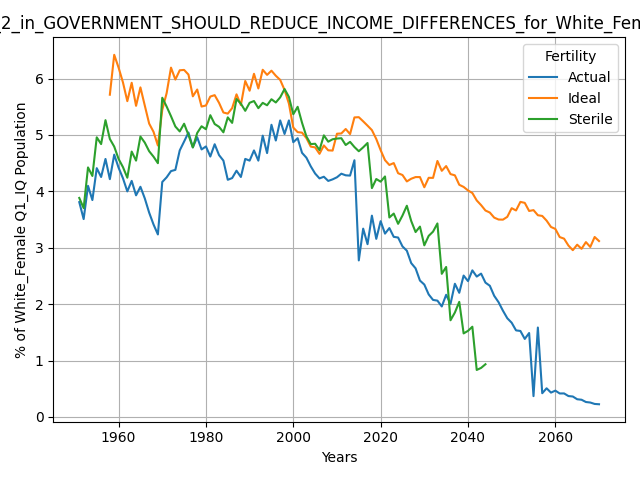 _2_in_GOVERNMENT_SHOULD_REDUCE_INCOME_DIFFERENCES_for_White_Fem
Fertility
Actual
Ideal
Sterile
% of White_Female Q1_IQ Population
6
5
4
3
2
1
0
1960 1980 2000 2020 2040 2060
Years